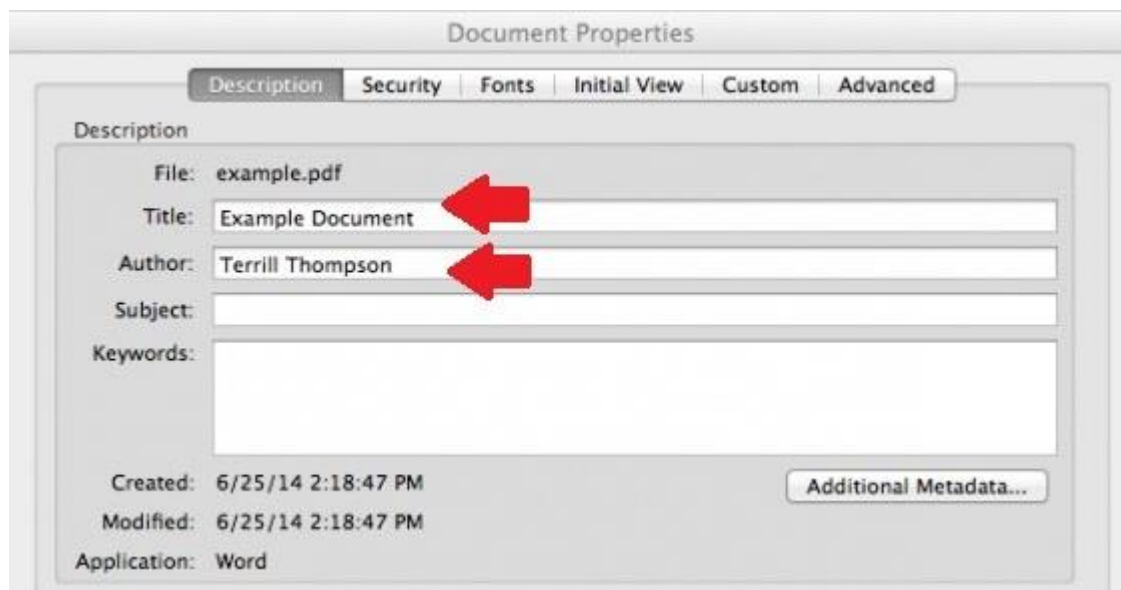 Document Properties
Description Security Fonts Initial View Custom Advanced
Description
File: example.pdf
Title: Example Document
Author: Terrill Thompson
Subject:
Keywords:
Created: 6/25/14 2:18:47 PM
Additional Metadata...
Modified: 6/25/14 2:18:47 PM
Application: Word